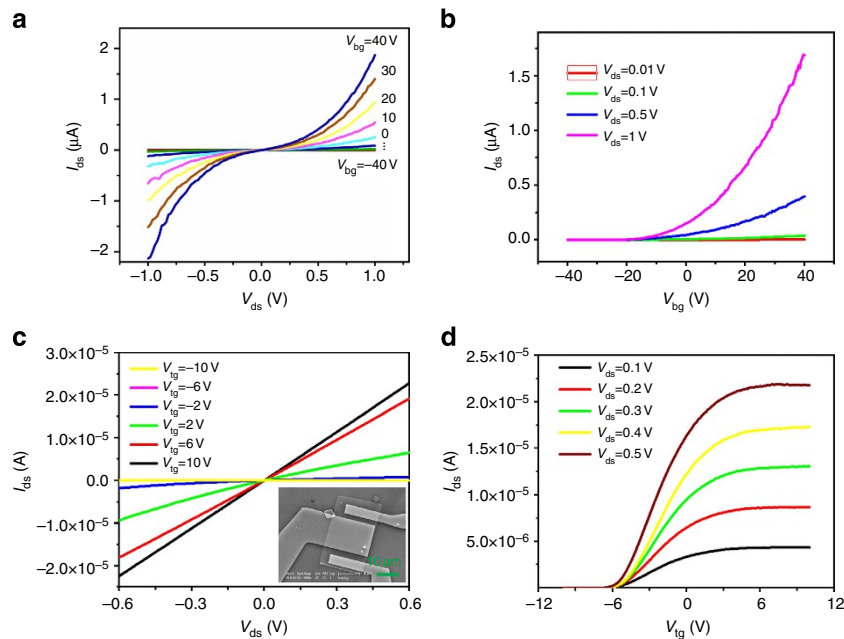 a
2
1
0
−1
−2
I_ds (μA)
V_bg=40 V
30
20
10
0
...
V_bg=−40 V
−1.0 −0.5 0.0 0.5 1.0
V_ds (V)
b
1.5
1.0
0.5
0.0
I_ds (μA)
V_ds=0.01 V
V_ds=0.1 V
V_ds=0.5 V
V_ds=1 V
−40 −20 0 20 40
V_bg (V)
c
3.0×10⁻⁵
2.0×10⁻⁵
1.0×10⁻⁵
0.0
−1.0×10⁻⁵
−2.0×10⁻⁵
I_ds (A)
V_tg=−10 V
V_tg=−6 V
V_tg=−2 V
V_tg=2 V
V_tg=6 V
V_tg=10 V
10 μm
−0.6 −0.3 0.0 0.3 0.6
V_ds (V)
d
2.5×10⁻⁵
2.0×10⁻⁵
1.5×10⁻⁵
1.0×10⁻⁵
5.0×10⁻⁶
I_ds (A)
V_ds=0.1 V
V_ds=0.2 V
V_ds=0.3 V
V_ds=0.4 V
V_ds=0.5 V
−12 −6 0 6 12
V_tg (V)